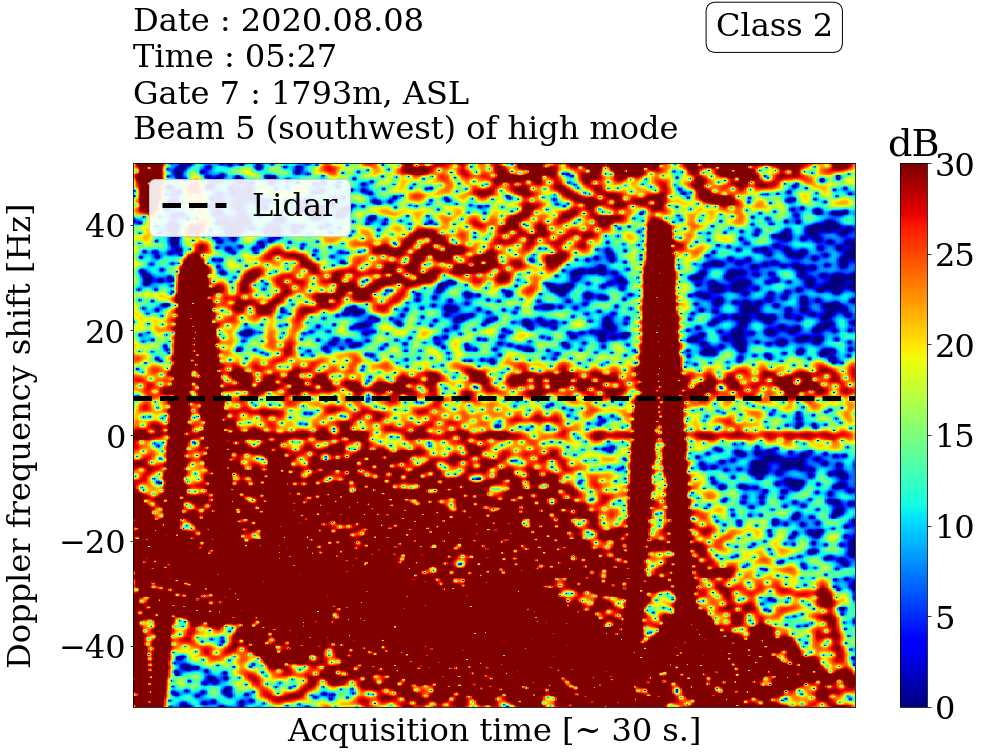 Date : 2020.08.08
Time : 05:27
Gate 7 : 1793m, ASL
Beam 5 (southwest) of high mode
Class 2
dB
Lidar
Doppler frequency shift [Hz]
40
20
0
−20
−40
Acquisition time [~ 30 s.]
30
25
20
15
10
5
0